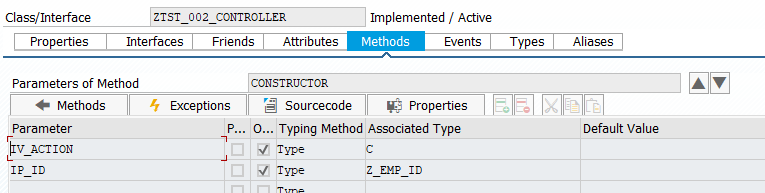 Class/Interface ZTST_002_CONTROLLER Implemented / Active
Properties Interfaces Friends Attributes Methods Events Types Aliases
Parameters of Method CONSTRUCTOR
Methods Exceptions Sourcecode Properties
Parameter P... O... Typing Method Associated Type Default Value
IV_ACTION Type C
IP_ID Type Z_EMP_ID
Type